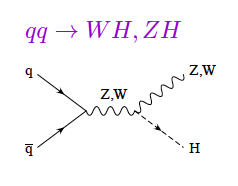 qq → WH, ZH
q
Z,W
Z,W
q̅
H